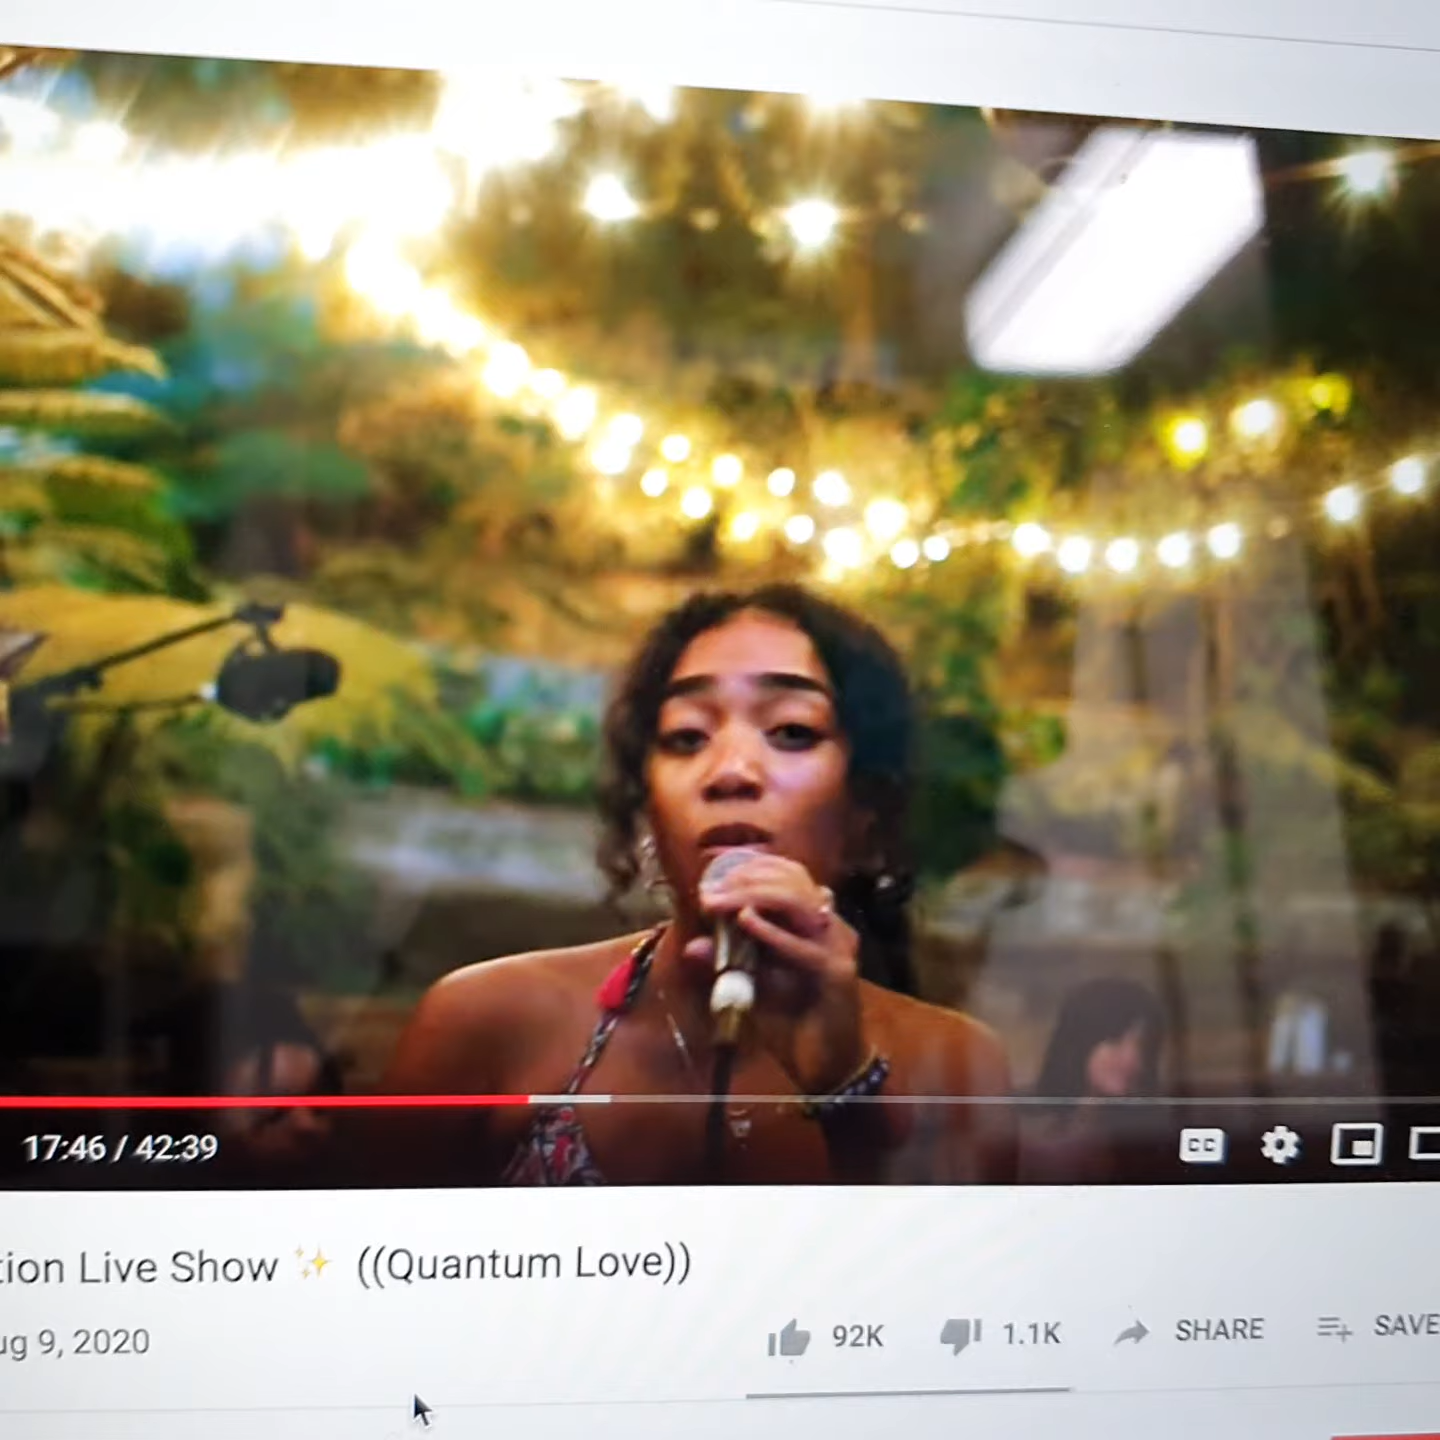 17:46 / 42:39
CC
tion Live Show ✨ ((Quantum Love))
ug 9, 2020
92K 1.1K SHARE SAVE